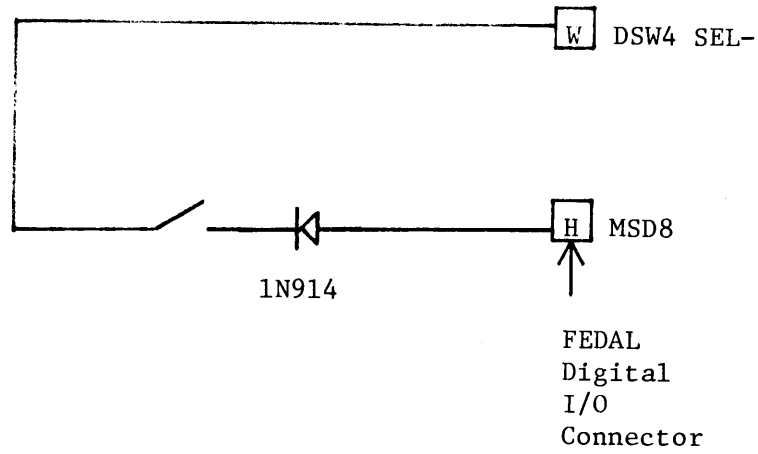 W DSW4 SEL-
H MSD8
1N914
FEDAL
Digital
I/O
Connector